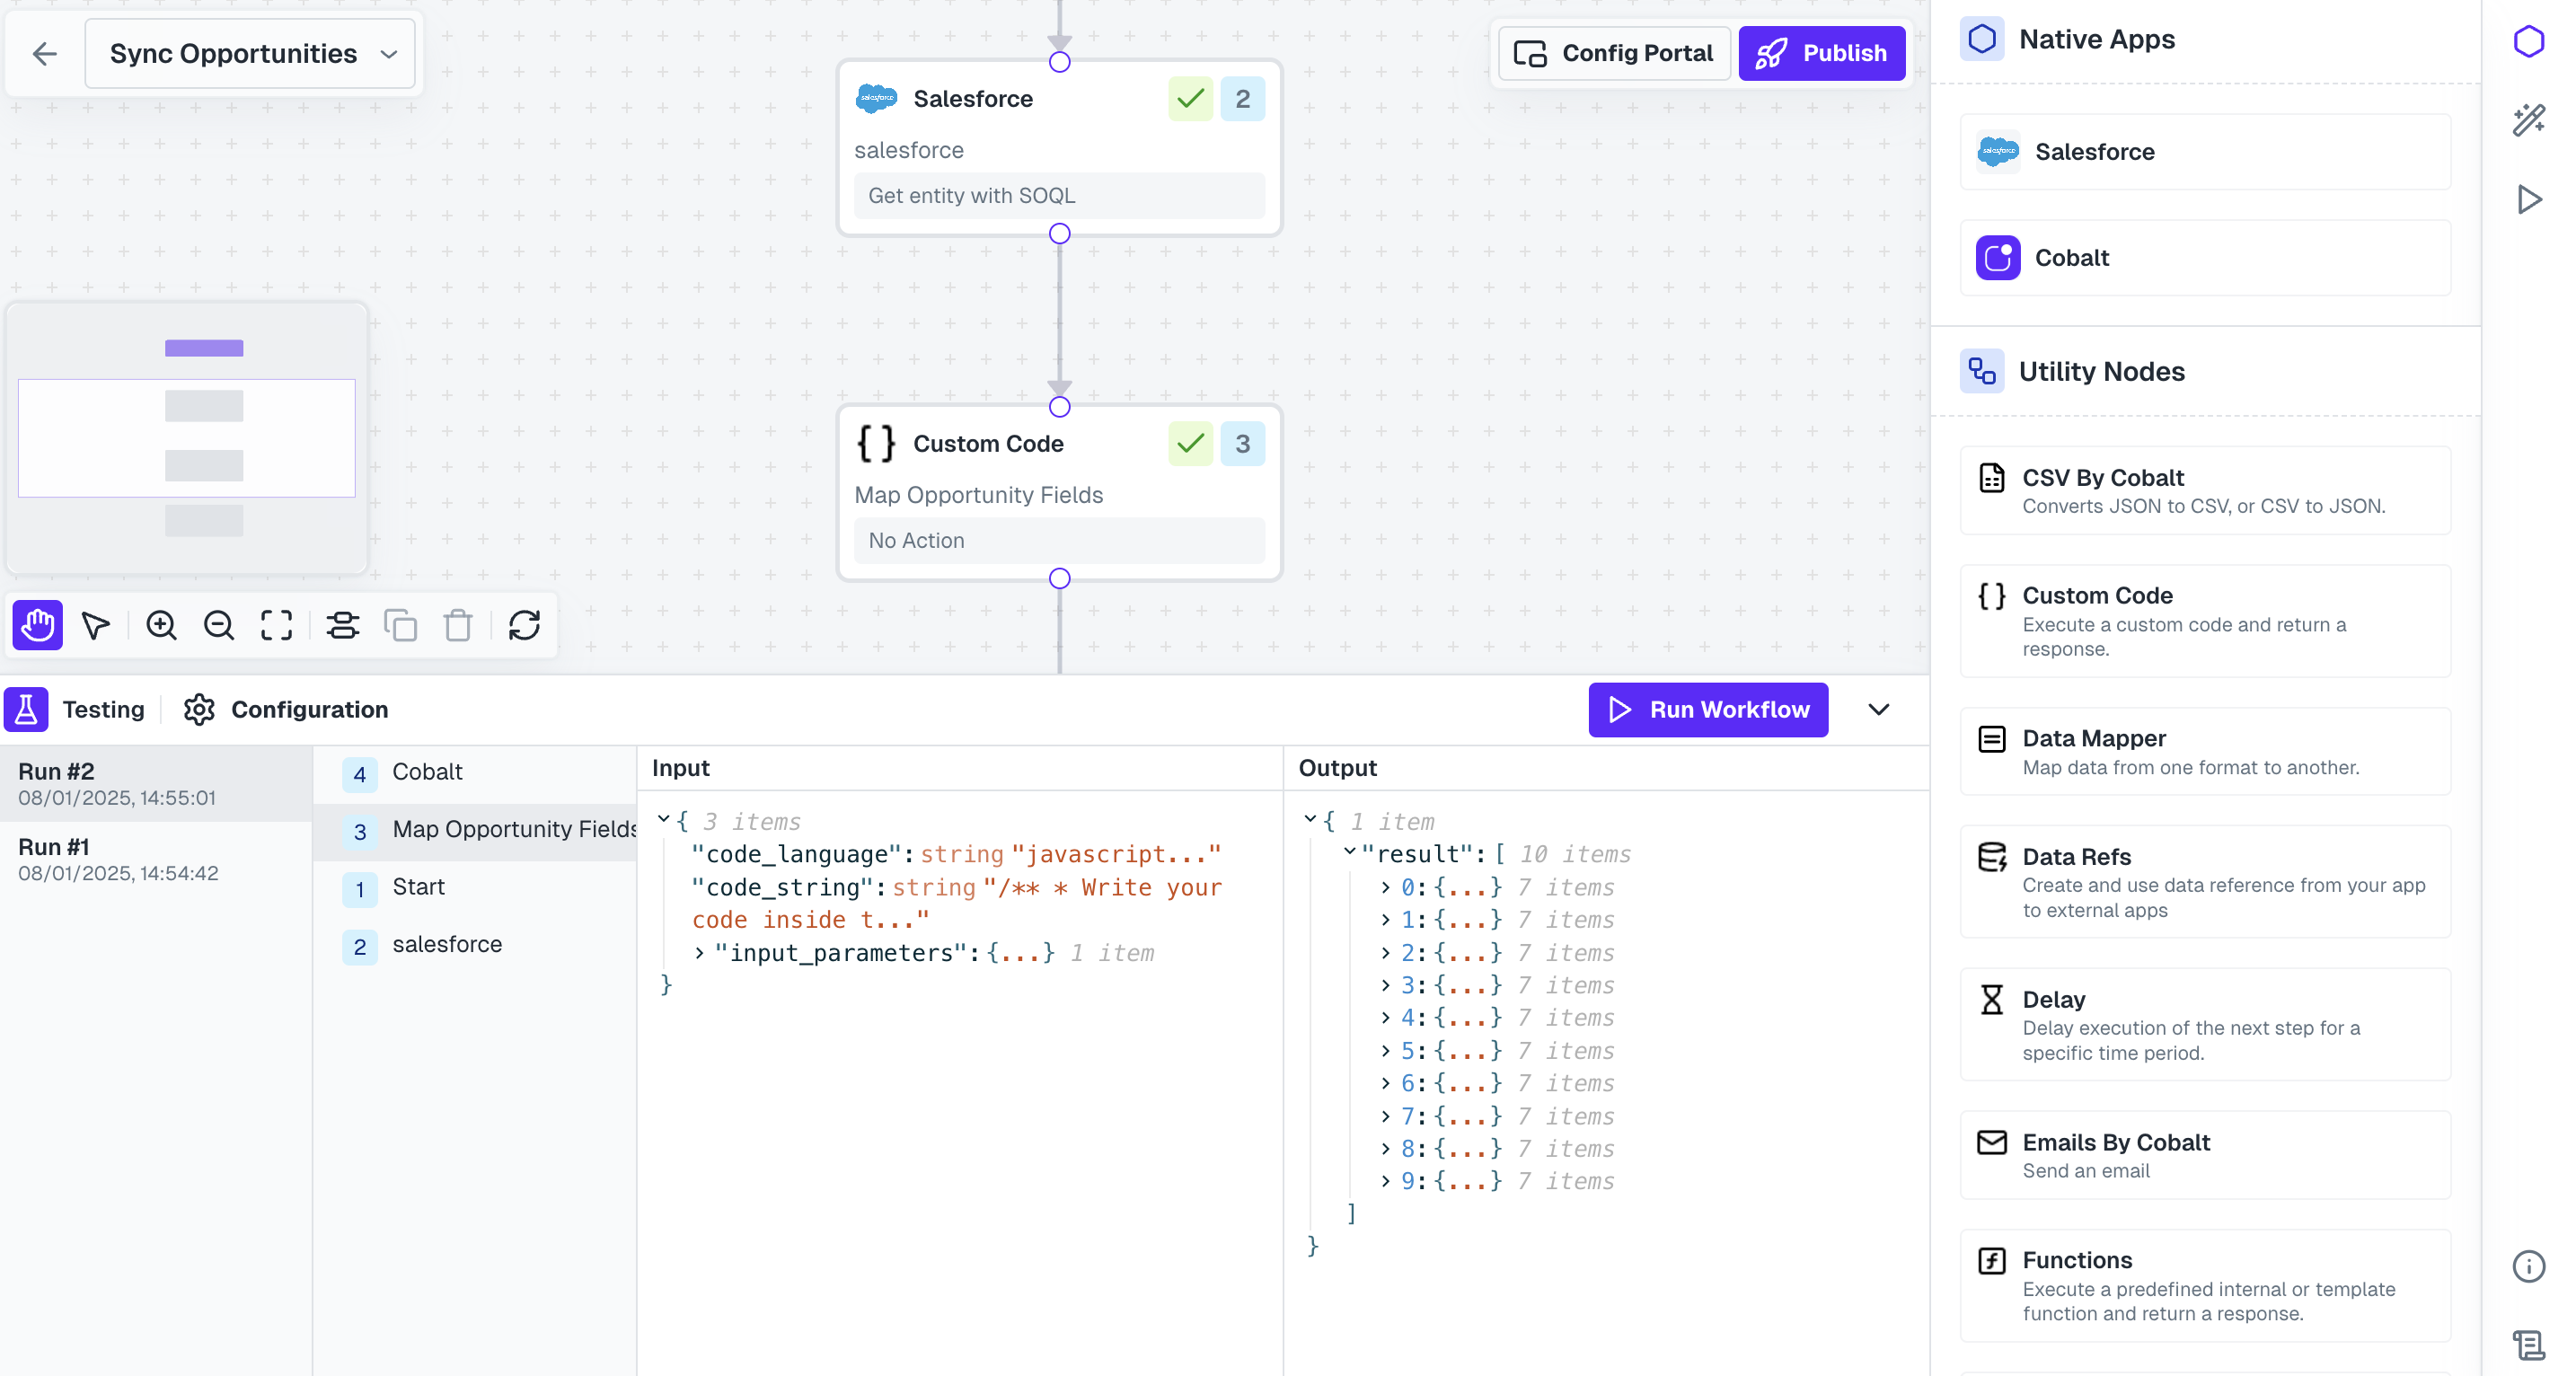 Sync Opportunities
Salesforce
2
salesforce
Get entity with SOQL
Config Portal
Publish
Custom Code
3
Map Opportunity Fields
No Action
Testing
Configuration
Run Workflow
Run #2
08/01/2025, 14:55:01
Run #1
08/01/2025, 14:54:42
4 Cobalt
3 Map Opportunity Fields
1 Start
2 salesforce
Input
{ 3 items
"code_language": string "javascript..."
"code_string": string "/** * Write your
code inside t..."
"input_parameters": {...} 1 item
}
Output
{ 1 item
"result": [ 10 items
0: {...} 7 items
1: {...} 7 items
2: {...} 7 items
3: {...} 7 items
4: {...} 7 items
5: {...} 7 items
6: {...} 7 items
7: {...} 7 items
8: {...} 7 items
9: {...} 7 items
]
}
Native Apps
salesforce
Salesforce
Cobalt
Utility Nodes
CSV By Cobalt
Converts JSON to CSV, or CSV to JSON.
Custom Code
Execute a custom code and return a
response.
Data Mapper
Map data from one format to another.
Data Refs
Create and use data reference from your app
to external apps
Delay
Delay execution of the next step for a
specific time period.
Emails By Cobalt
Send an email
Functions
Execute a predefined internal or template
function and return a response.